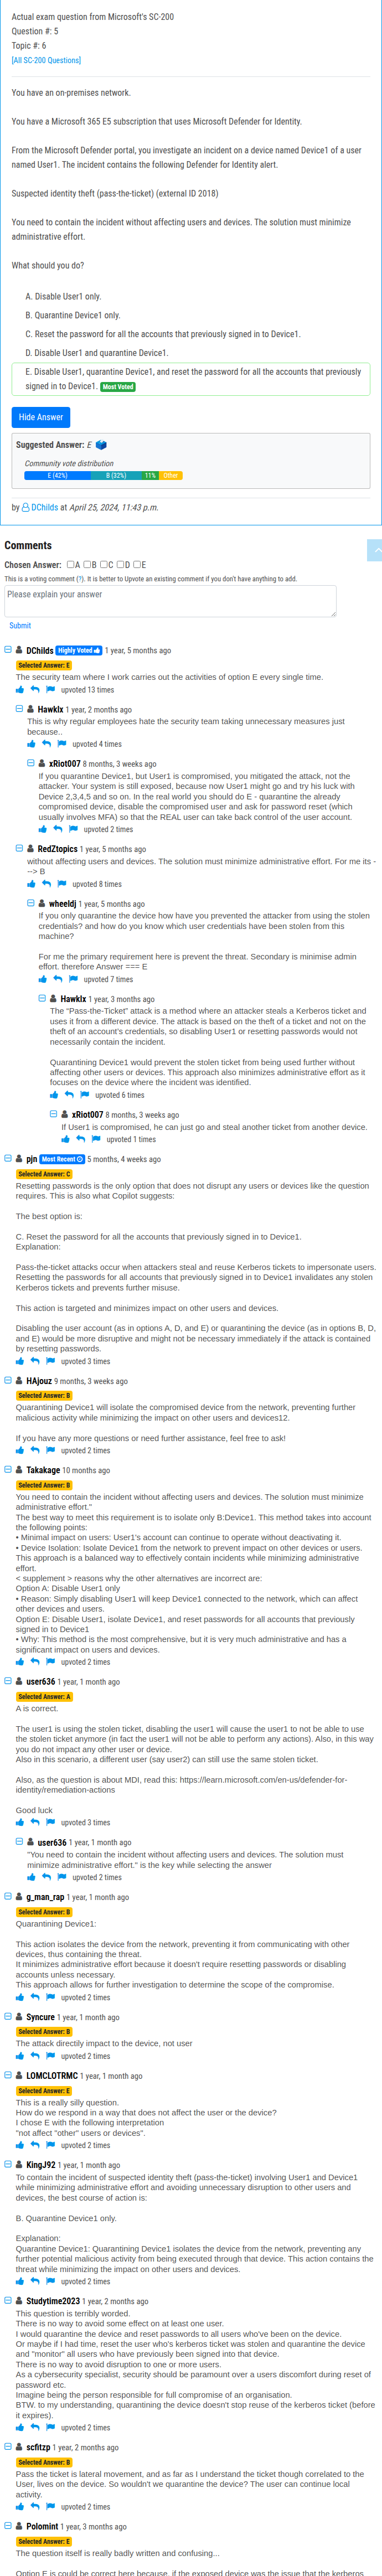 Actual exam question from Microsoft's SC-200
Question #: 5
Topic #: 6
[All SC-200 Questions]
You have an on-premises network.
You have a Microsoft 365 E5 subscription that uses Microsoft Defender for Identity.
From the Microsoft Defender portal, you investigate an incident on a device named Device1 of a user
named User1. The incident contains the following Defender for Identity alert.
Suspected identity theft (pass-the-ticket) (external ID 2018)
You need to contain the incident without affecting users and devices. The solution must minimize
administrative effort.
What should you do?
A. Disable User1 only.
B. Quarantine Device1 only.
C. Reset the password for all the accounts that previously signed in to Device1.
D. Disable User1 and quarantine Device1.
E. Disable User1, quarantine Device1, and reset the password for all the accounts that previously
signed in to Device1. Most Voted
Hide Answer
Suggested Answer: E
Community vote distribution
E (42%) B (32%) 11% Other
by DChilds at April 25, 2024, 11:43 p.m.
Comments
Chosen Answer: A B C D E
This is a voting comment (?). It is better to Upvote an existing comment if you don't have anything to add.
Please explain your answer
Submit
DChilds Highly Voted 1 year, 5 months ago
Selected Answer: E
The security team where I work carries out the activities of option E every single time.
upvoted 13 times
Hawklx 1 year, 2 months ago
This is why regular employees hate the security team taking unnecessary measures just
because..
upvoted 4 times
xRiot007 8 months, 3 weeks ago
If you quarantine Device1, but User1 is compromised, you mitigated the attack, not the
attacker. Your system is still exposed, because now User1 might go and try his luck with
Device 2,3,4,5 and so on. In the real world you should do E - quarantine the already
compromised device, disable the compromised user and ask for password reset (which
usually involves MFA) so that the REAL user can take back control of the user account.
upvoted 2 times
RedZtopics 1 year, 5 months ago
without affecting users and devices. The solution must minimize administrative effort. For me its -
--> B
upvoted 8 times
wheeldj 1 year, 5 months ago
If you only quarantine the device how have you prevented the attacker from using the stolen
credentials? and how do you know which user credentials have been stolen from this
machine?
For me the primary requirement here is prevent the threat. Secondary is minimise admin
effort. therefore Answer === E
upvoted 7 times
Hawklx 1 year, 3 months ago
The "Pass-the-Ticket" attack is a method where an attacker steals a Kerberos ticket and
uses it from a different device. The attack is based on the theft of a ticket and not on the
theft of an account's credentials, so disabling User1 or resetting passwords would not
necessarily contain the incident.
Quarantining Device1 would prevent the stolen ticket from being used further without
affecting other users or devices. This approach also minimizes administrative effort as it
focuses on the device where the incident was identified.
upvoted 6 times
xRiot007 8 months, 3 weeks ago
If User1 is compromised, he can just go and steal another ticket from another device.
upvoted 1 times
pjn Most Recent 5 months, 4 weeks ago
Selected Answer: C
Resetting passwords is the only option that does not disrupt any users or devices like the question
requires. This is also what Copilot suggests:
The best option is:
C. Reset the password for all the accounts that previously signed in to Device1.
Explanation:
Pass-the-ticket attacks occur when attackers steal and reuse Kerberos tickets to impersonate users.
Resetting the passwords for all accounts that previously signed in to Device1 invalidates any stolen
Kerberos tickets and prevents further misuse.
This action is targeted and minimizes impact on other users and devices.
Disabling the user account (as in options A, D, and E) or quarantining the device (as in options B, D,
and E) would be more disruptive and might not be necessary immediately if the attack is contained
by resetting passwords.
upvoted 3 times
HAjouz 9 months, 3 weeks ago
Selected Answer: B
Quarantining Device1 will isolate the compromised device from the network, preventing further
malicious activity while minimizing the impact on other users and devices12.
If you have any more questions or need further assistance, feel free to ask!
upvoted 2 times
Takakage 10 months ago
Selected Answer: B
You need to contain the incident without affecting users and devices. The solution must minimize
administrative effort."
The best way to meet this requirement is to isolate only B:Device1. This method takes into account
the following points:
• Minimal impact on users: User1's account can continue to operate without deactivating it.
• Device Isolation: Isolate Device1 from the network to prevent impact on other devices or users.
This approach is a balanced way to effectively contain incidents while minimizing administrative
effort.
< supplement > reasons why the other alternatives are incorrect are:
Option A: Disable User1 only
• Reason: Simply disabling User1 will keep Device1 connected to the network, which can affect
other devices and users.
Option E: Disable User1, isolate Device1, and reset passwords for all accounts that previously
signed in to Device1
• Why: This method is the most comprehensive, but it is very much administrative and has a
significant impact on users and devices.
upvoted 2 times
user636 1 year, 1 month ago
Selected Answer: A
A is correct.
The user1 is using the stolen ticket, disabling the user1 will cause the user1 to not be able to use
the stolen ticket anymore (in fact the user1 will not be able to perform any actions). Also, in this way
you do not impact any other user or device.
Also in this scenario, a different user (say user2) can still use the same stolen ticket.
Also, as the question is about MDI, read this: https://learn.microsoft.com/en-us/defender-for-
identity/remediation-actions
Good luck
upvoted 3 times
user636 1 year, 1 month ago
"You need to contain the incident without affecting users and devices. The solution must
minimize administrative effort." is the key while selecting the answer
upvoted 2 times
g_man_rap 1 year, 1 month ago
Selected Answer: B
Quarantining Device1:
This action isolates the device from the network, preventing it from communicating with other
devices, thus containing the threat.
It minimizes administrative effort because it doesn't require resetting passwords or disabling
accounts unless necessary.
This approach allows for further investigation to determine the scope of the compromise.
upvoted 2 times
Syncure 1 year, 1 month ago
Selected Answer: B
The attack directily impact to the device, not user
upvoted 2 times
LOMCLOTRMC 1 year, 1 month ago
Selected Answer: E
This is a really silly question.
How do we respond in a way that does not affect the user or the device?
I chose E with the following interpretation
"not affect "other" users or devices".
upvoted 2 times
KingJ92 1 year, 1 month ago
To contain the incident of suspected identity theft (pass-the-ticket) involving User1 and Device1
while minimizing administrative effort and avoiding unnecessary disruption to other users and
devices, the best course of action is:
B. Quarantine Device1 only.
Explanation:
Quarantine Device1: Quarantining Device1 isolates the device from the network, preventing any
further potential malicious activity from being executed through that device. This action contains the
threat while minimizing the impact on other users and devices.
upvoted 2 times
Studytime2023 1 year, 2 months ago
This question is terribly worded.
There is no way to avoid some effect on at least one user.
I would quarantine the device and reset passwords to all users who've been on the device.
Or maybe if I had time, reset the user who's kerberos ticket was stolen and quarantine the device
and "monitor" all users who have previously been signed into that device.
There is no way to avoid disruption to one or more users.
As a cybersecurity specialist, security should be paramount over a users discomfort during reset of
password etc.
Imagine being the person responsible for full compromise of an organisation.
BTW. to my understanding, quarantining the device doesn't stop reuse of the kerberos ticket (before
it expires).
upvoted 2 times
scfitzp 1 year, 2 months ago
Selected Answer: B
Pass the ticket is lateral movement, and as far as I understand the ticket though correlated to the
User, lives on the device. So wouldn't we quarantine the device? The user can continue local
activity.
upvoted 2 times
Polomint 1 year, 3 months ago
Selected Answer: E
The question itself is really badly written and confusing...
Option E is could be correct here because, if the exposed device was the issue that the kerberos